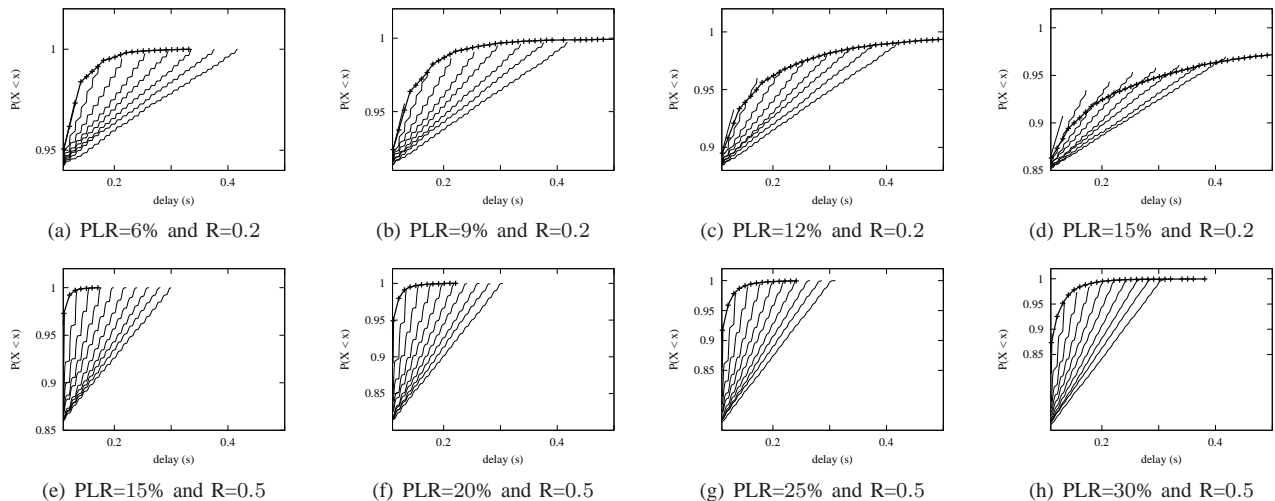 P(X < x)
1
0.95
0.2
0.4
delay (s)
(a) PLR=6% and R=0.2
P(X < x)
1
0.95
0.2
0.4
delay (s)
(b) PLR=9% and R=0.2
P(X < x)
1
0.95
0.9
0.2
0.4
delay (s)
(c) PLR=12% and R=0.2
P(X < x)
1
0.95
0.9
0.85
0.2
0.4
delay (s)
(d) PLR=15% and R=0.2
P(X < x)
1
0.95
0.9
0.85
0.2
0.4
delay (s)
(e) PLR=15% and R=0.5
P(X < x)
1
0.95
0.9
0.85
0.2
0.4
delay (s)
(f) PLR=20% and R=0.5
P(X < x)
1
0.95
0.9
0.85
0.2
0.4
delay (s)
(g) PLR=25% and R=0.5
P(X < x)
1
0.95
0.9
0.85
0.2
0.4
delay (s)
(h) PLR=30% and R=0.5